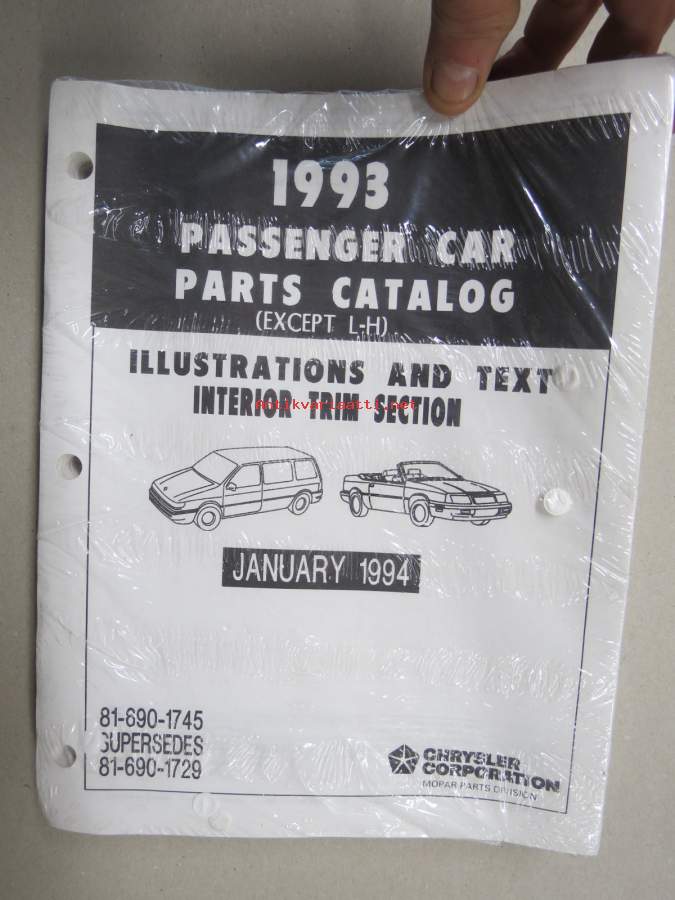 1993
PASSENGER CAR
PARTS CATALOG
(EXCEPT L-H)
ILLUSTRATIONS AND TEXT
INTERIOR TRIM SECTION
Antikvariaatti.net
JANUARY 1994
81-690-1745
SUPERSEDES
81-690-1729
CHRYSLER
CORPORATION
MOPAR PARTS DIVISION